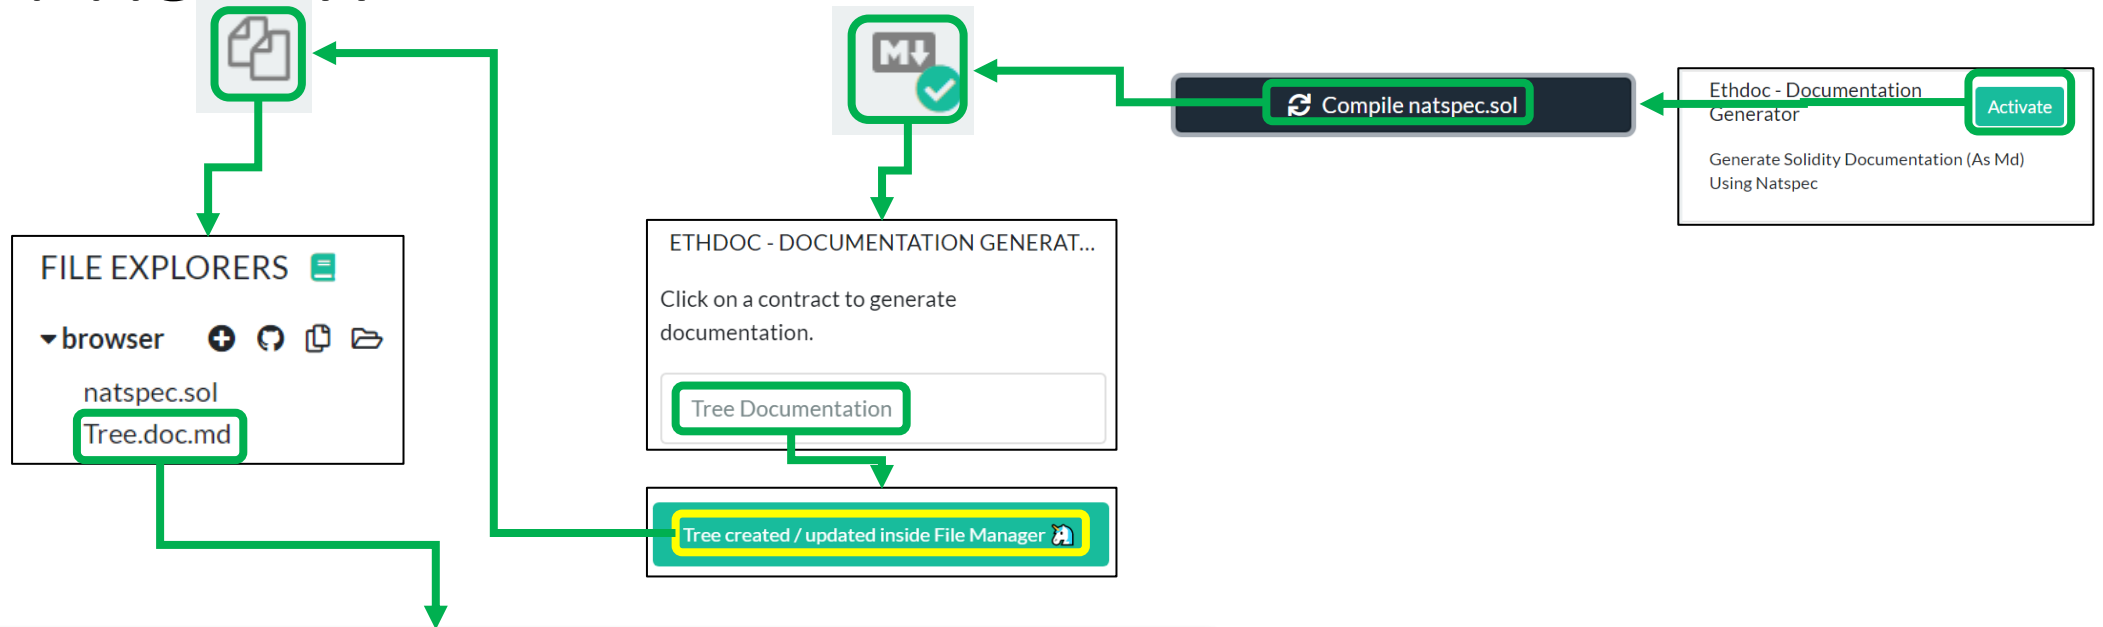 M
Compile natspec.sol
Ethdoc - Documentation
Generator
Activate
Generate Solidity Documentation (As Md)
Using Natspec
ETHDOC - DOCUMENTATION GENERAT...
Click on a contract to generate
documentation.
Tree Documentation
Tree created / updated inside File Manager
FILE EXPLORERS
browser
natspec.sol
Tree.doc.md